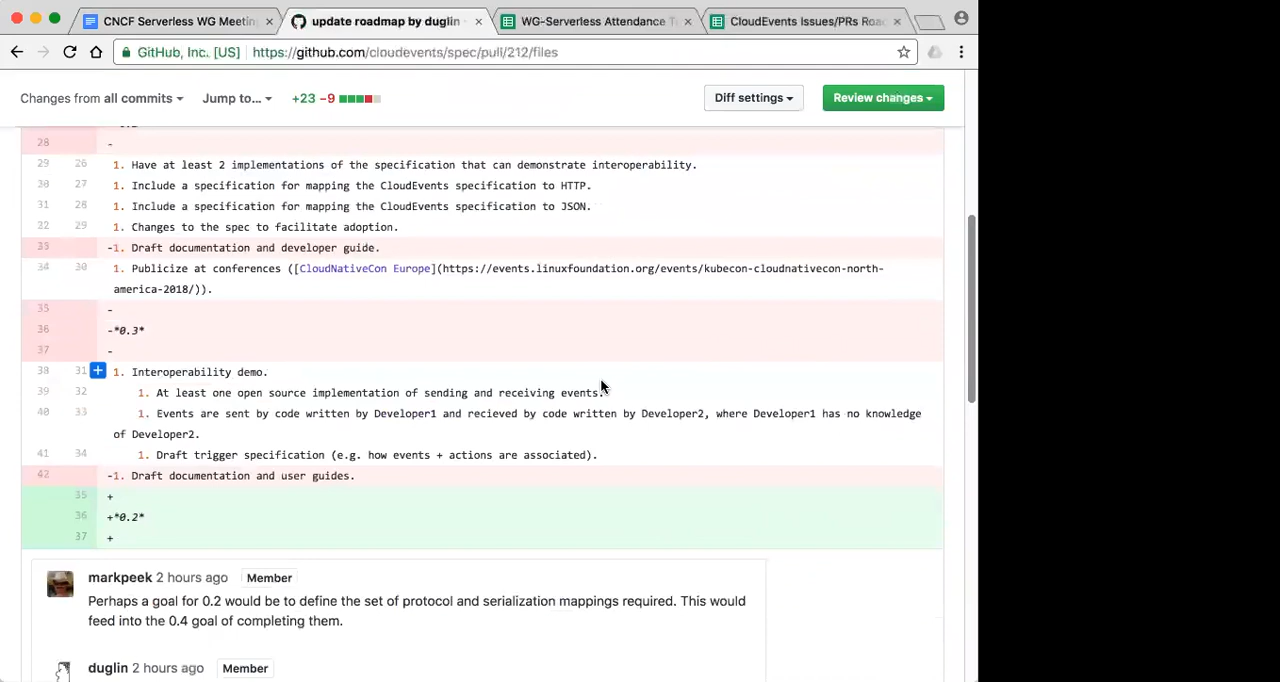 CNCF Serverless WG Meetin
update roadmap by duglin
WG-Serverless Attendance T
CloudEvents Issues/PRs Roa
GitHub, Inc. [US]
https://github.com/cloudevents/spec/pull/212/files
Changes from all commits
Jump to...
+23 −9
Diff settings
Review changes
28 -
29 26 1. Have at least 2 implementations of the specification that can demonstrate interoperability.
30 27 1. Include a specification for mapping the CloudEvents specification to HTTP.
31 28 1. Include a specification for mapping the CloudEvents specification to JSON.
22 29 1. Changes to the spec to facilitate adoption.
33 -1. Draft documentation and developer guide.
34 30 1. Publicize at conferences ([CloudNativeCon Europe](https://events.linuxfoundation.org/events/kubecon-cloudnativecon-north-
america-2018/)).
35 -
36 -*0.3*
37 -
38 31 + 1. Interoperability demo.
39 32 1. At least one open source implementation of sending and receiving events.
40 33 1. Events are sent by code written by Developer1 and recieved by code written by Developer2, where Developer1 has no knowledge
of Developer2.
41 34 1. Draft trigger specification (e.g. how events + actions are associated).
42 -1. Draft documentation and user guides.
35 +
36 +*0.2*
37 +
markpeek 2 hours ago Member
Perhaps a goal for 0.2 would be to define the set of protocol and serialization mappings required. This would
feed into the 0.4 goal of completing them.
duglin 2 hours ago Member